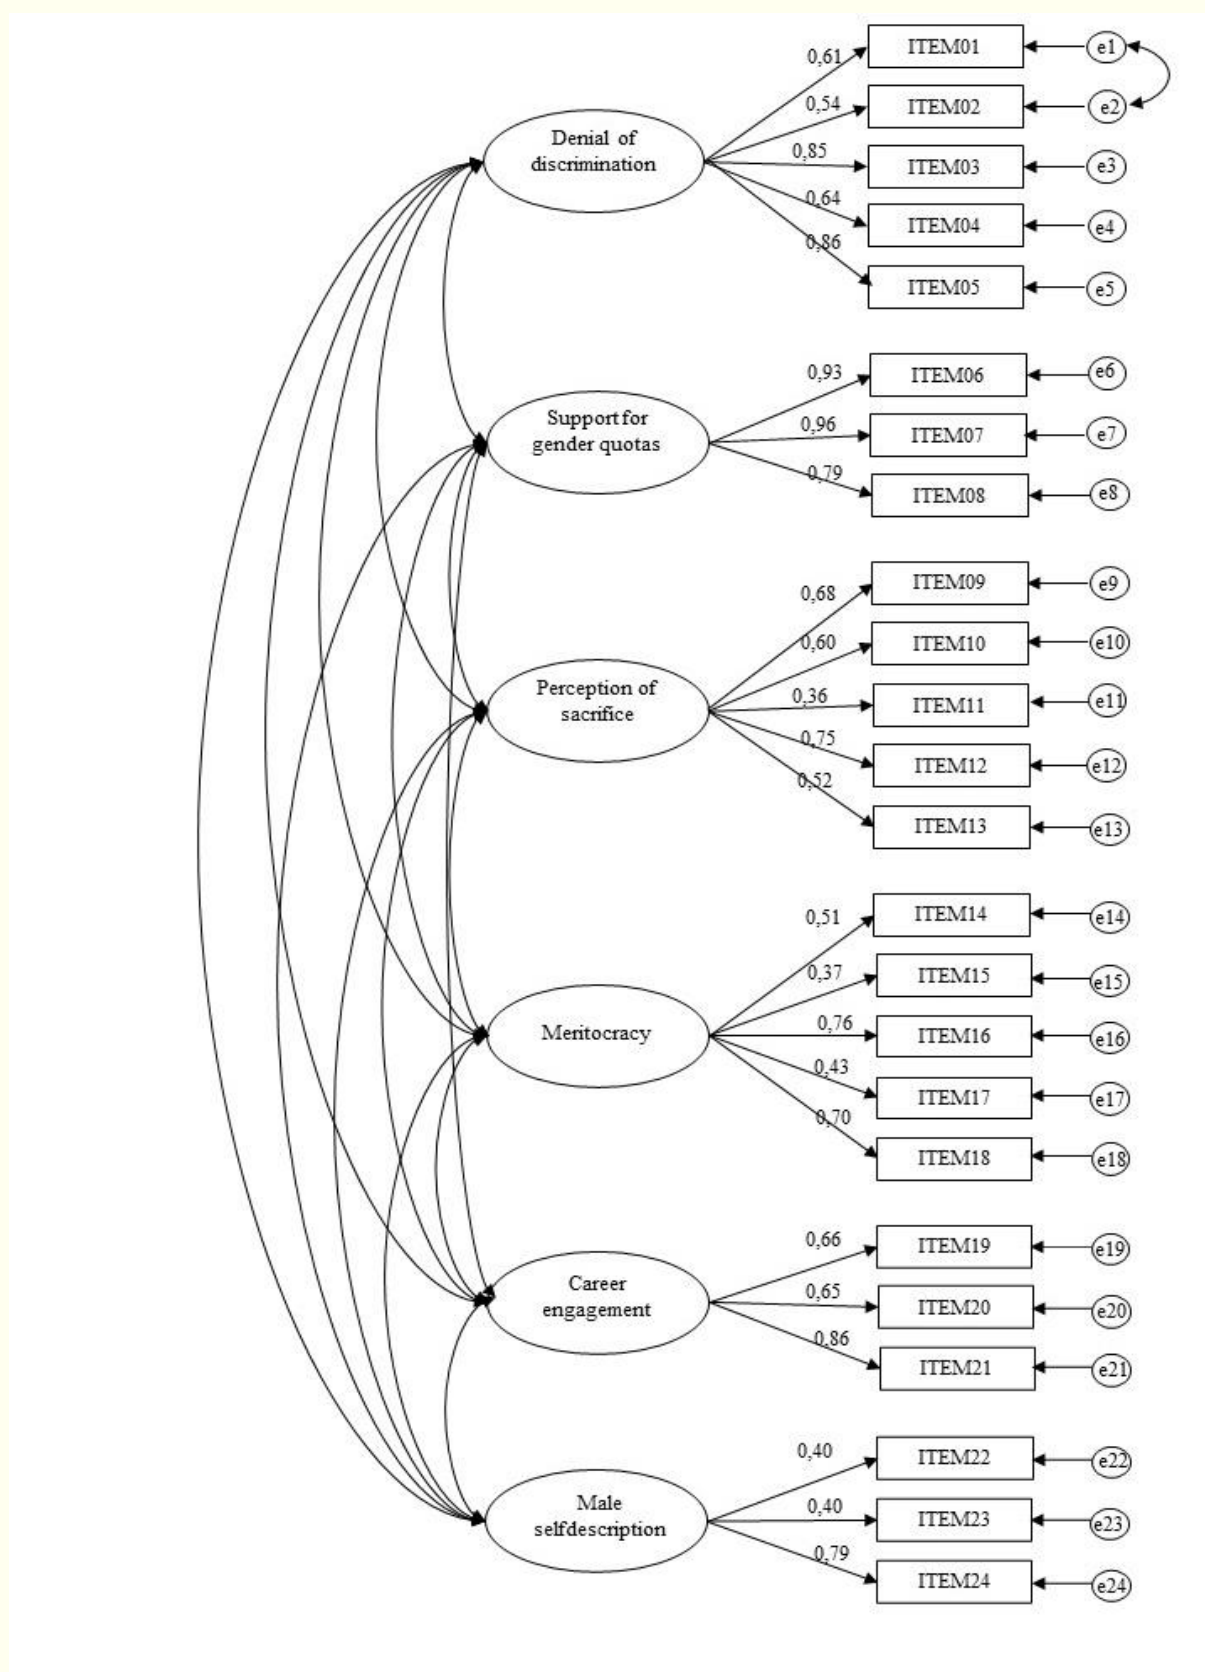 0,61
ITEM01
e1
0,54
ITEM02
e2
Denial of
discrimination
0,85
ITEM03
e3
0,64
ITEM04
e4
0,86
ITEM05
e5
0,93
ITEM06
e6
Support for
gender quotas
0,96
ITEM07
e7
0,79
ITEM08
e8
0,68
ITEM09
e9
0,60
ITEM10
e10
Perception of
sacrifice
0,36
ITEM11
e11
0,75
ITEM12
e12
0,52
ITEM13
e13
0,51
ITEM14
e14
0,37
ITEM15
e15
Meritocracy
0,76
ITEM16
e16
0,43
ITEM17
e17
0,70
ITEM18
e18
0,66
ITEM19
e19
Career
engagement
0,65
ITEM20
e20
0,86
ITEM21
e21
0,40
ITEM22
e22
Male
selfdescription
0,40
ITEM23
e23
0,79
ITEM24
e24